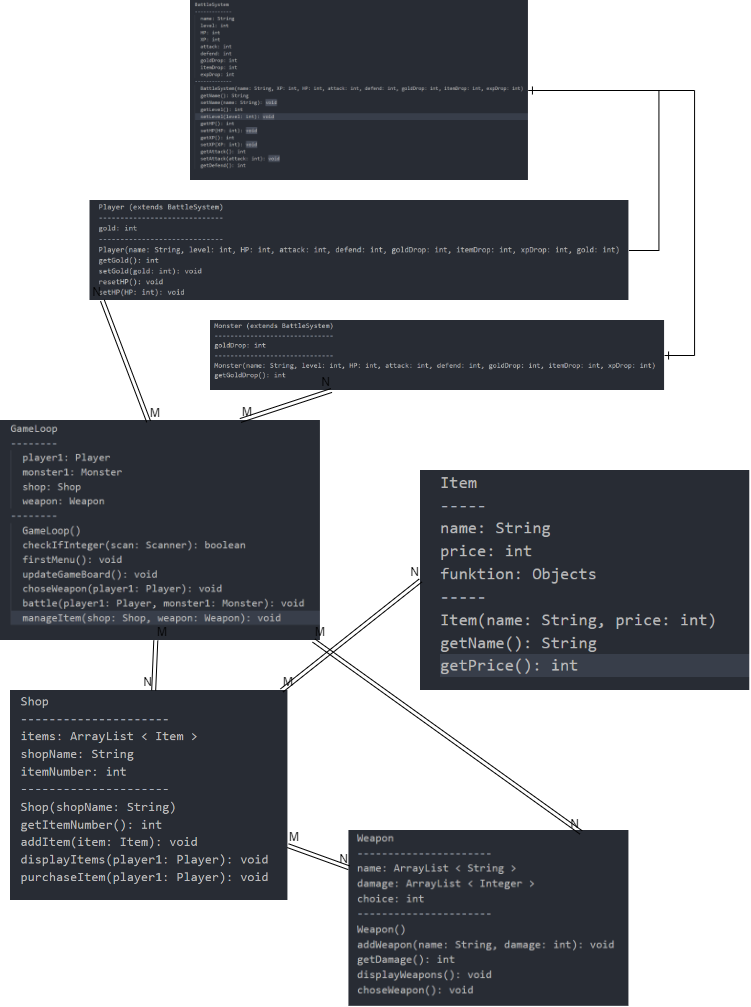 BattleSystem
-------------
name: String
level: int
HP: int
XP: int
attack: int
defend: int
goldDrop: int
itemDrop: int
expDrop: int
-------------
BattleSystem(name: String, XP: int, HP: int, attack: int, defend: int, goldDrop: int, itemDrop: int, expDrop: int)
getName(): String
setName(name: String): void
getLevel(): int
setLevel(level: int): void
getHP(): int
setHP(HP: int): void
getXP(): int
setXP(XP: int): void
getAttack(): int
setAttack(attack: int): void
getDefend(): int
Player (extends BattleSystem)
-----------------------------
gold: int
-----------------------------
Player(name: String, level: int, HP: int, attack: int, defend: int, goldDrop: int, itemDrop: int, xpDrop: int, gold: int)
getGold(): int
setGold(gold: int): void
resetHP(): void
setHP(HP: int): void
N
Monster (extends BattleSystem)
------------------------------
goldDrop: int
------------------------------
Monster(name: String, level: int, HP: int, attack: int, defend: int, goldDrop: int, itemDrop: int, xpDrop: int)
getGoldDrop(): int
N
M
M
GameLoop
--------
player1: Player
monster1: Monster
shop: Shop
weapon: Weapon
--------
GameLoop()
checkIfInteger(scan: Scanner): boolean
firstMenu(): void
updateGameBoard(): void
choseWeapon(player1: Player): void
battle(player1: Player, monster1: Monster): void
manageItem(shop: Shop, weapon: Weapon): void
M
M
Item
-----
name: String
price: int
funktion: Objects
-----
Item(name: String, price: int)
getName(): String
getPrice(): int
N
N
M
Shop
---------------------
items: ArrayList < Item >
shopName: String
itemNumber: int
---------------------
Shop(shopName: String)
getItemNumber(): int
addItem(item: Item): void
displayItems(player1: Player): void
purchaseItem(player1: Player): void
M
N
N
Weapon
---------------------
name: ArrayList < String >
damage: ArrayList < Integer >
choice: int
---------------------
Weapon()
addWeapon(name: String, damage: int): void
getDamage(): int
displayWeapons(): void
choseWeapon(): void